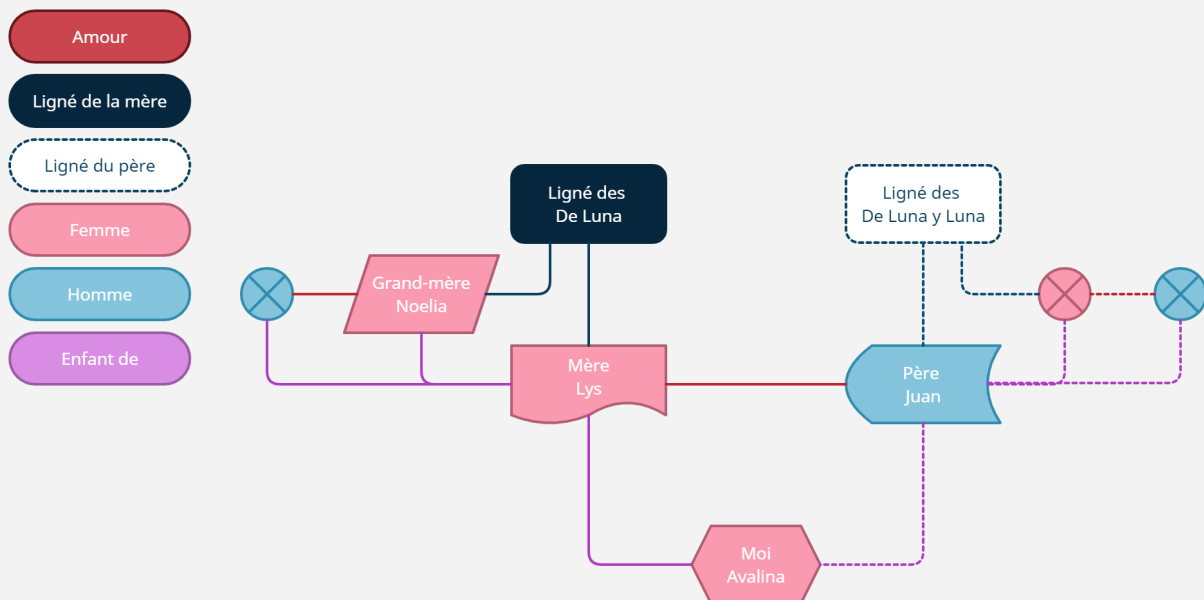 Amour
Ligné de la mère
Ligné du père
Femme
Homme
Enfant de
Ligné des
De Luna
Ligné des
De Luna y Luna
Grand-mère
Noelia
Mère
Lys
Père
Juan
Moi
Avalina